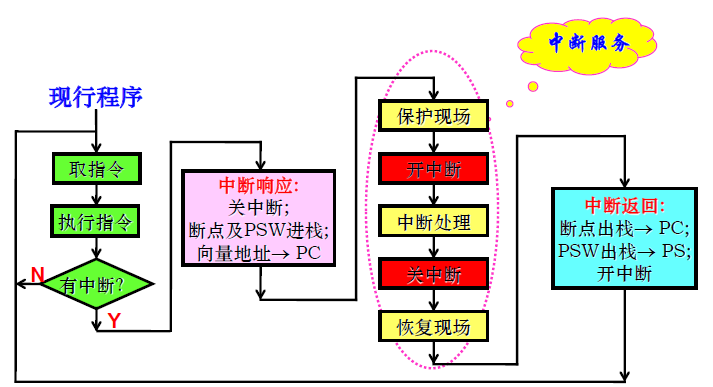 中断服务
现行程序
取指令
执行指令
有中断?
N
Y
中断响应:
关中断;
断点及PSW进栈;
向量地址→ PC
保护现场
开中断
中断处理
关中断
恢复现场
中断返回:
断点出栈→ PC;
PSW出栈→ PS;
开中断